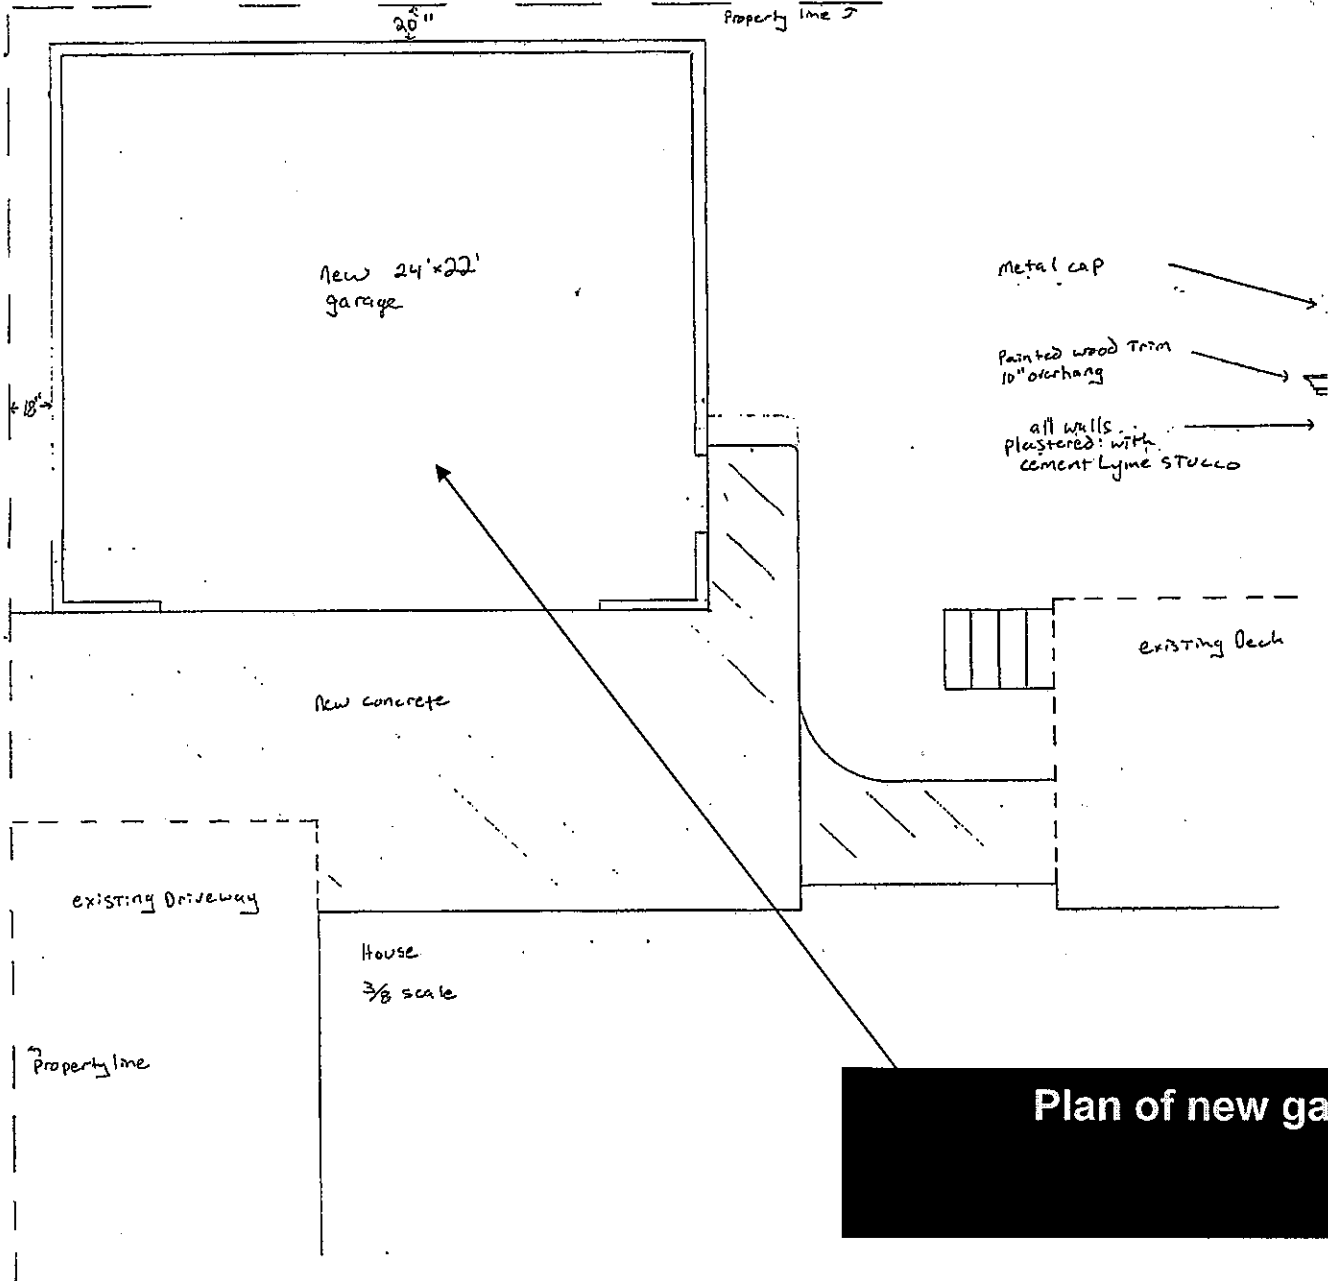 20"
Property line
new 24'x22'
garage
metal cap
Painted wood Trim
10" overhang
18"
all walls
plastered with
cement Lyme STUCCO
existing Deck
New concrete
existing Driveway
House
3/8 scale
Property line
Plan of new ga